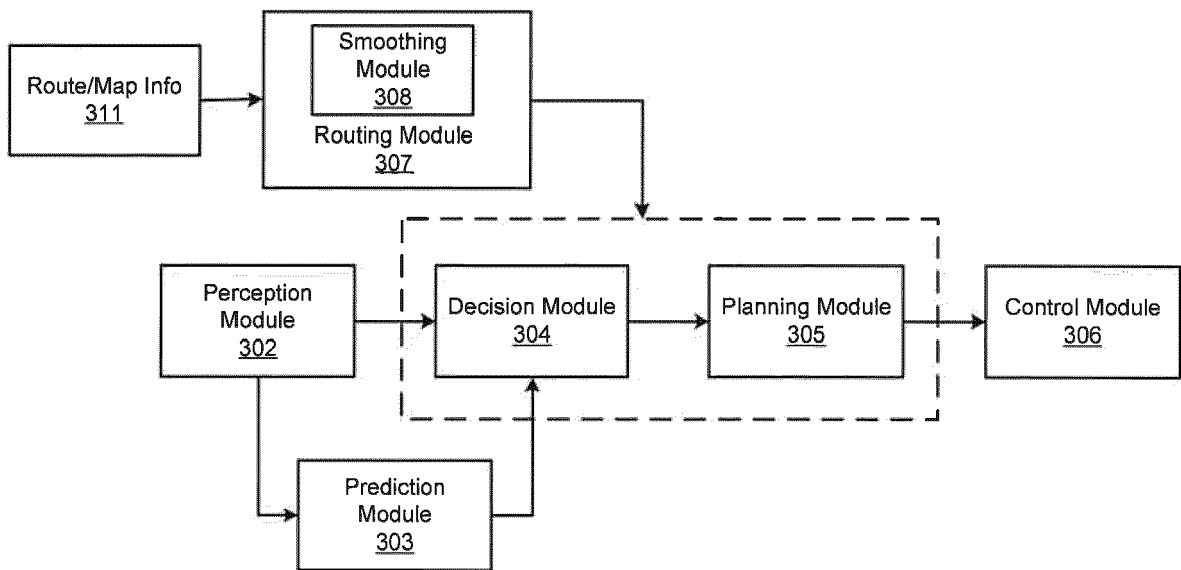 Route/Map Info
311
Smoothing
Module
308
Routing Module
307
Perception
Module
302
Decision Module
304
Planning Module
305
Control Module
306
Prediction
Module
303